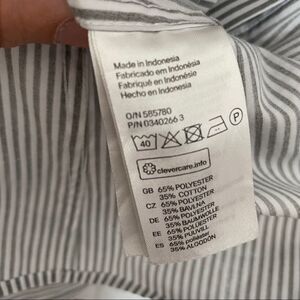 Made in Indonesia
Fabricado em Indonésia
Fabriqué en Indonésie
Hecho en Indonesia
O/N 585780
P/N 0340266 3
40
P
clevercare.info
GB 65% POLYESTER
35% COTTON
CZ 65% POLYESTER
35% BAVLNA
DE 65% POLYESTER
35% BAUMWOLLE
EE 65% POLÜESTER
35% PUUVILL
ES 65% poliéster
35% ALGODÓN